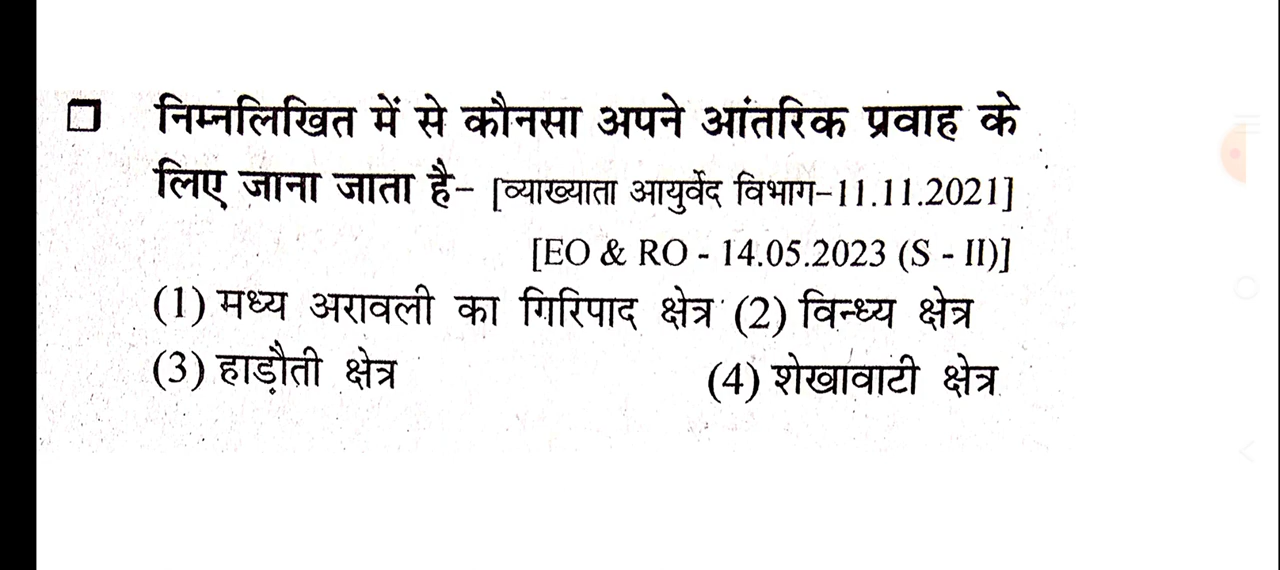 निम्नलिखित में से कौनसा अपने आंतरिक प्रवाह के
लिए जाना जाता है– [व्याख्याता आयुर्वेद विभाग–11.11.2021]
[EO & RO - 14.05.2023 (S - II)]
(1) मध्य अरावली का गिरिपाद क्षेत्र (2) विन्ध्य क्षेत्र
(3) हाड़ौती क्षेत्र (4) शेखावाटी क्षेत्र